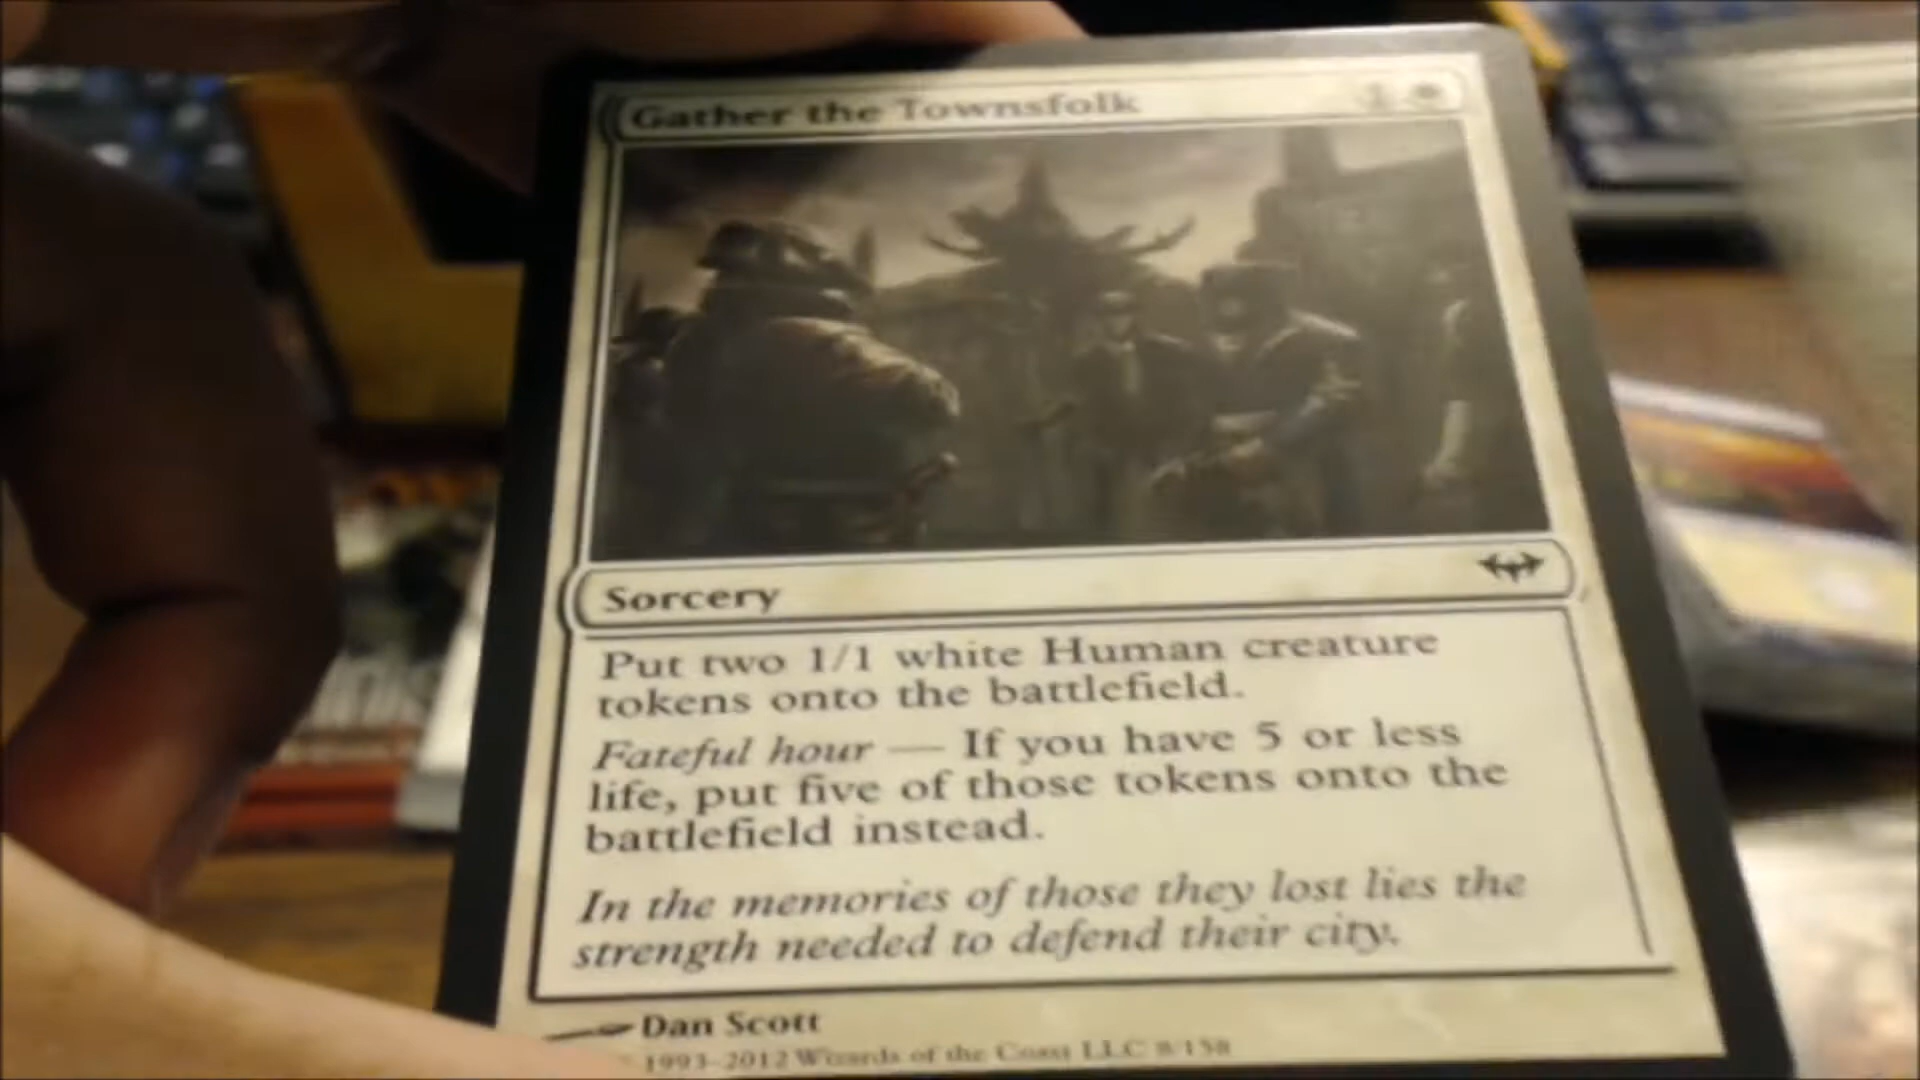 Gather the Townsfolk 1
Sorcery
Put two 1/1 white Human creature
tokens onto the battlefield.
Fateful hour — If you have 5 or less
life, put five of those tokens onto the
battlefield instead.
In the memories of those they lost lies the
strength needed to defend their city.
Dan Scott
1993–2012 Wizards of the Coast LLC 8/158